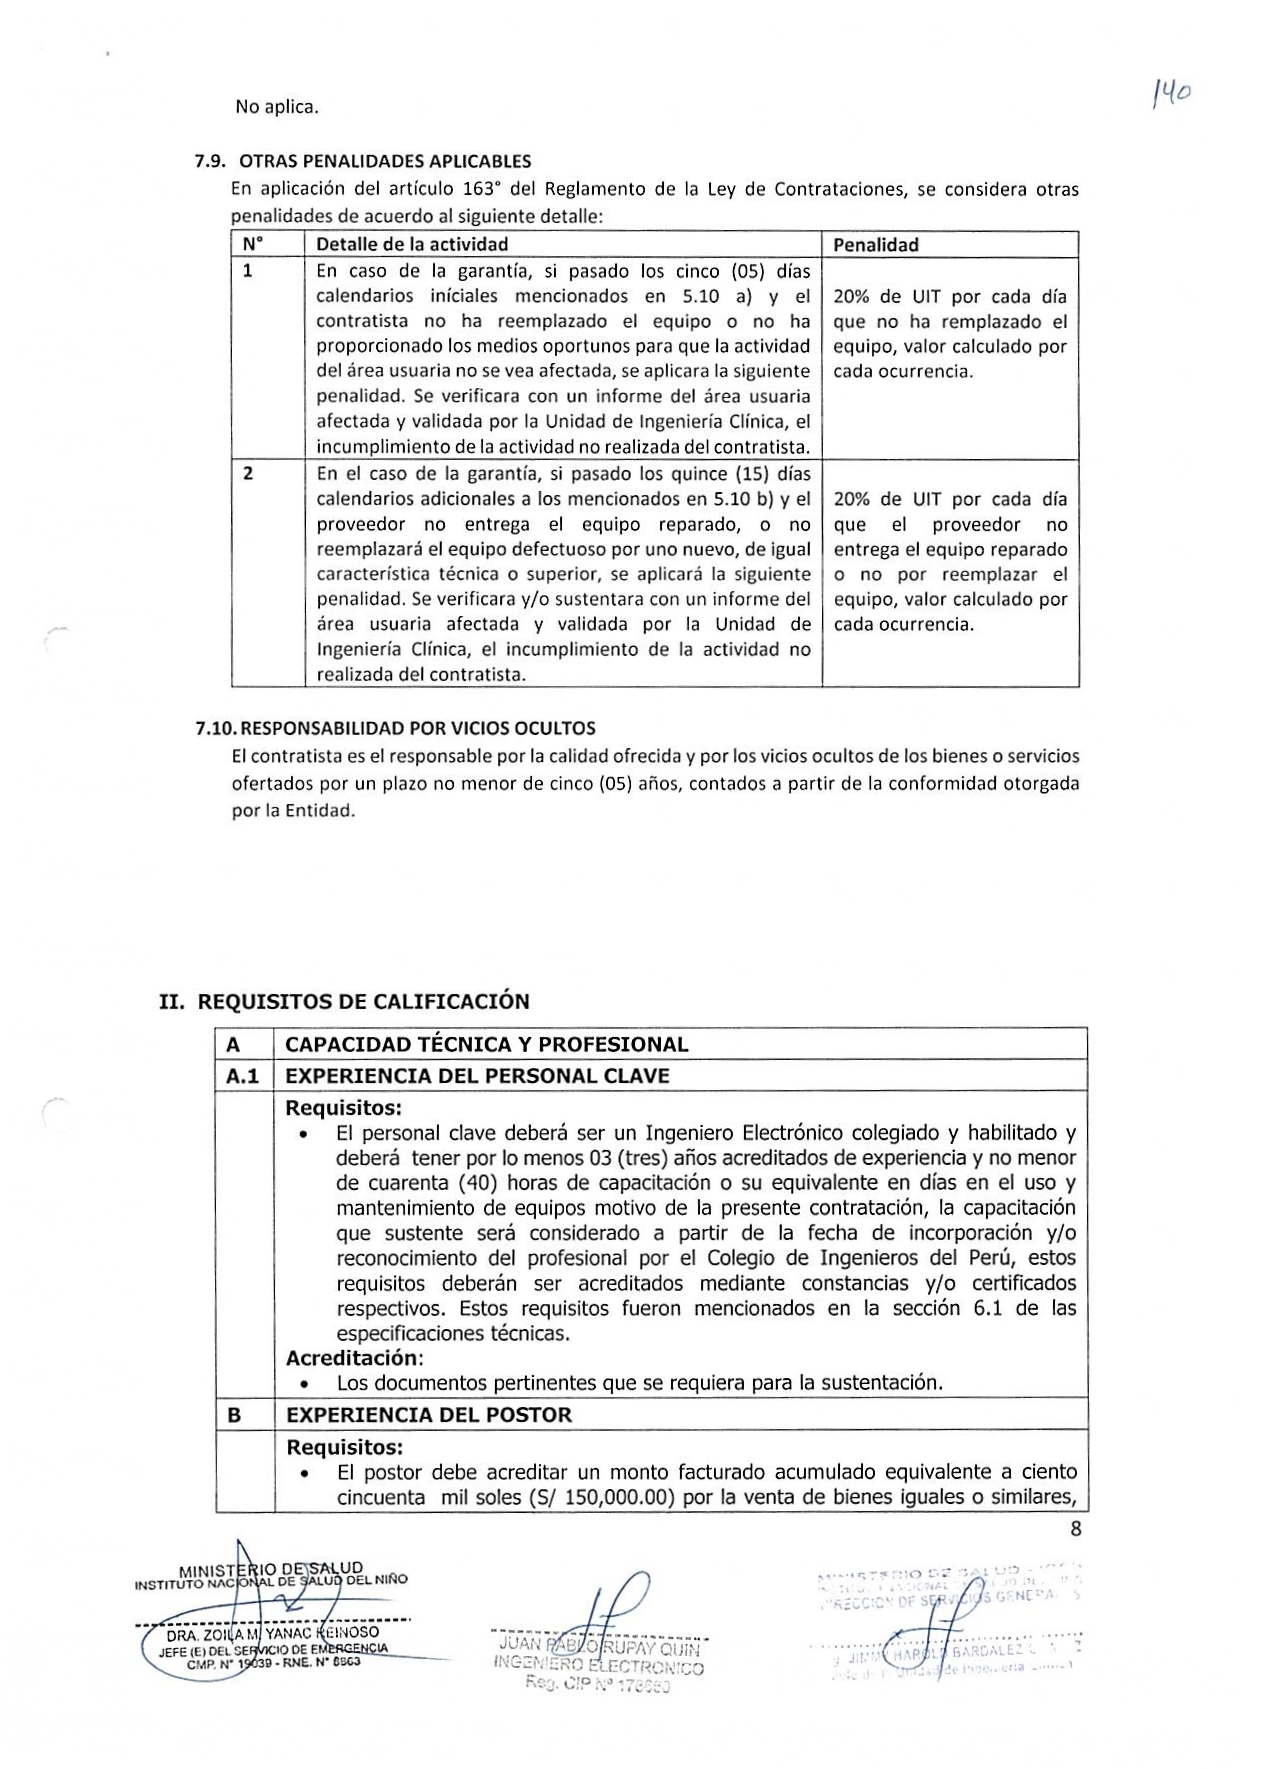 140
No aplica.
7.9. OTRAS PENALIDADES APLICABLES
En aplicación del artículo 163° del Reglamento de la Ley de Contrataciones, se considera otras
penalidades de acuerdo al siguiente detalle:
N° Detalle de la actividad Penalidad
1 En caso de la garantía, si pasado los cinco (05) días
calendarios iníciales mencionados en 5.10 a) y el
contratista no ha reemplazado el equipo o no ha
proporcionado los medios oportunos para que la actividad
del área usuaria no se vea afectada, se aplicara la siguiente
penalidad. Se verificara con un informe del área usuaria
afectada y validada por la Unidad de Ingeniería Clínica, el
incumplimiento de la actividad no realizada del contratista.
20% de UIT por cada día
que no ha remplazado el
equipo, valor calculado por
cada ocurrencia.
2 En el caso de la garantía, si pasado los quince (15) días
calendarios adicionales a los mencionados en 5.10 b) y el
proveedor no entrega el equipo reparado, o no
reemplazará el equipo defectuoso por uno nuevo, de igual
característica técnica o superior, se aplicará la siguiente
penalidad. Se verificara y/o sustentara con un informe del
área usuaria afectada y validada por la Unidad de
Ingeniería Clínica, el incumplimiento de la actividad no
realizada del contratista.
20% de UIT por cada día
que el proveedor no
entrega el equipo reparado
o no por reemplazar el
equipo, valor calculado por
cada ocurrencia.
7.10. RESPONSABILIDAD POR VICIOS OCULTOS
El contratista es el responsable por la calidad ofrecida y por los vicios ocultos de los bienes o servicios
ofertados por un plazo no menor de cinco (05) años, contados a partir de la conformidad otorgada
por la Entidad.
II. REQUISITOS DE CALIFICACIÓN
A CAPACIDAD TÉCNICA Y PROFESIONAL
A.1 EXPERIENCIA DEL PERSONAL CLAVE
Requisitos:
• El personal clave deberá ser un Ingeniero Electrónico colegiado y habilitado y
deberá tener por lo menos 03 (tres) años acreditados de experiencia y no menor
de cuarenta (40) horas de capacitación o su equivalente en días en el uso y
mantenimiento de equipos motivo de la presente contratación, la capacitación
que sustente será considerado a partir de la fecha de incorporación y/o
reconocimiento del profesional por el Colegio de Ingenieros del Perú, estos
requisitos deberán ser acreditados mediante constancias y/o certificados
respectivos. Estos requisitos fueron mencionados en la sección 6.1 de las
especificaciones técnicas.
Acreditación:
• Los documentos pertinentes que se requiera para la sustentación.
B EXPERIENCIA DEL POSTOR
Requisitos:
• El postor debe acreditar un monto facturado acumulado equivalente a ciento
cincuenta mil soles (S/ 150,000.00) por la venta de bienes iguales o similares,
8
MINISTERIO DE SALUD
INSTITUTO NACIONAL DE SALUD DEL NIÑO
DRA. ZOILA M. YANAC REINOSO
JEFE (E) DEL SERVICIO DE EMERGENCIA
CMP. N° 19039 - RNE. N°
JUAN PABLO RUPAY QUIN
INGENIERO ELECTRONICO
Reg. CIP Nº
MINISTERIO DE SALUD
DIRECCION DE SERVICIOS GENERA
JIMMY HAROLD BARDALEZ
Unidad de Ingenieria